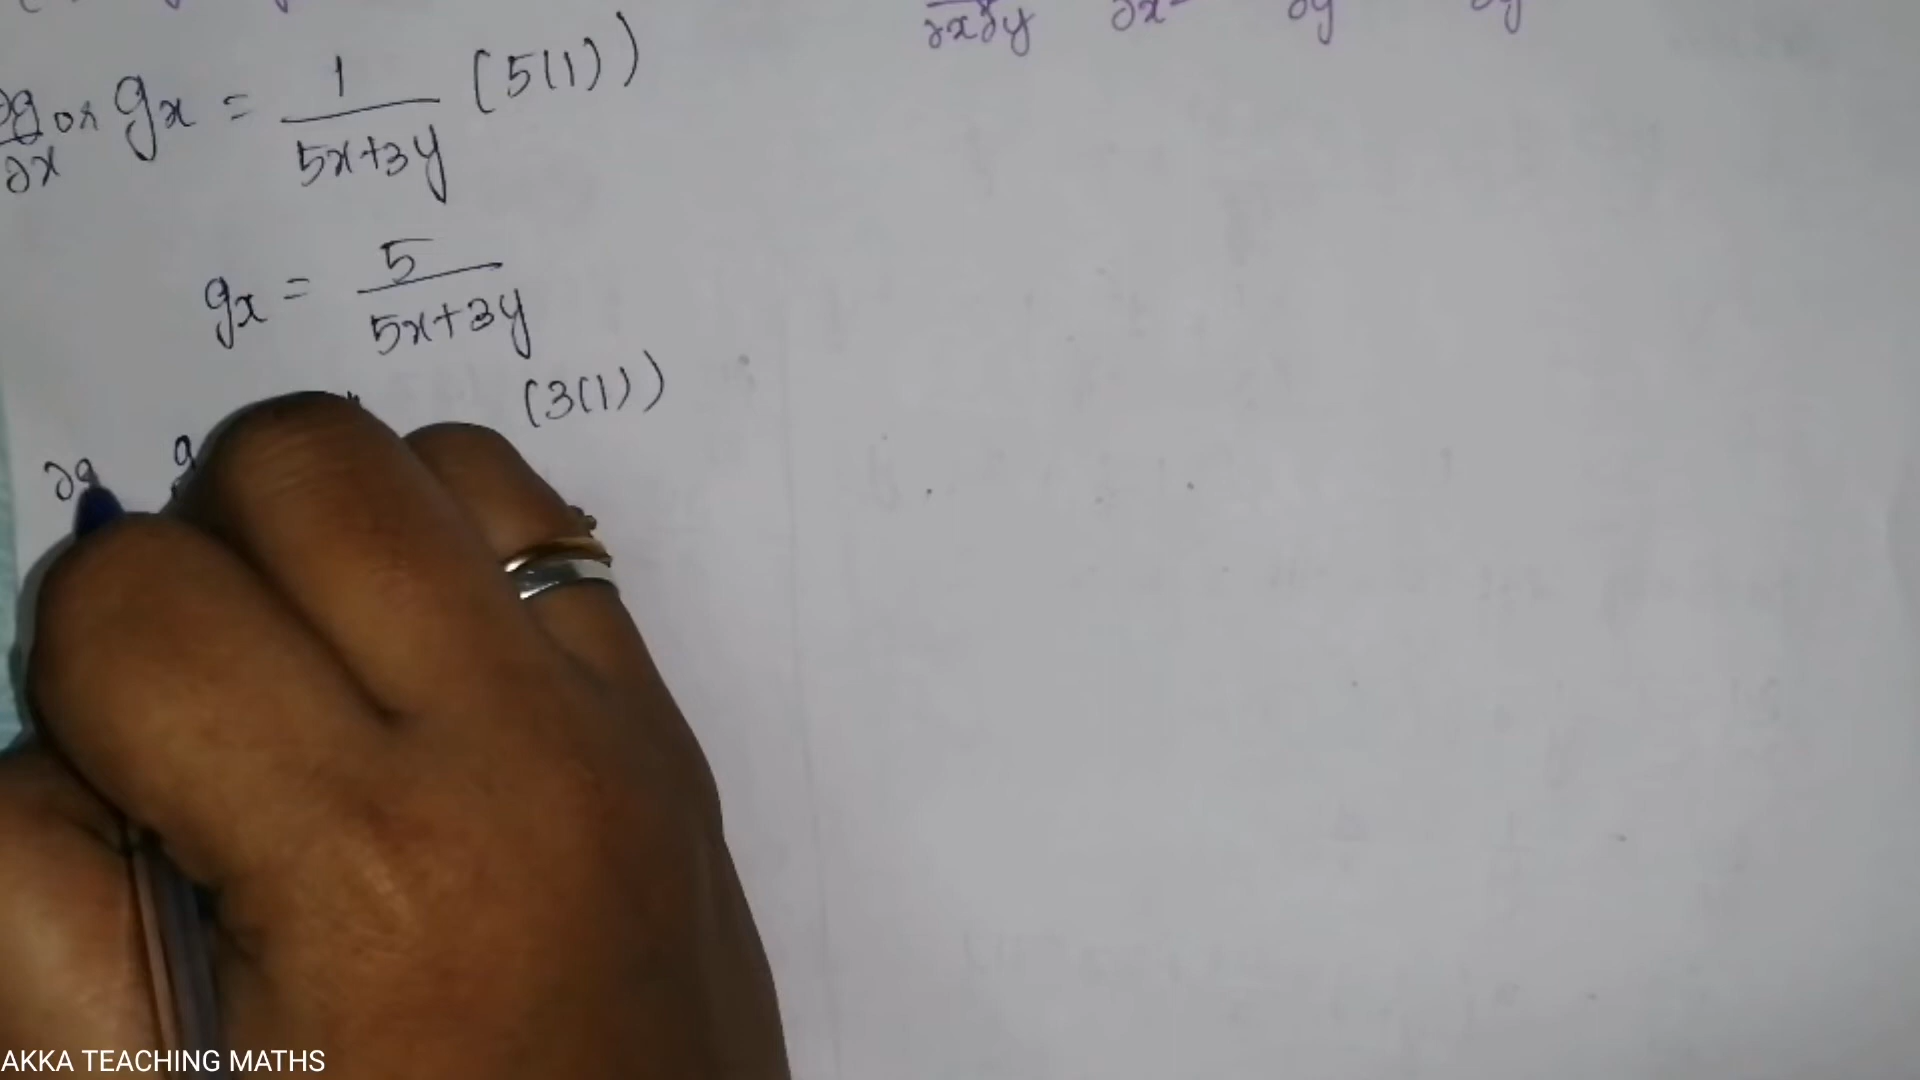 ∂x∂y ∂x² ∂y ∂y
∂g/∂x or gx = 1/(5x+3y) (5(1))
gx = 5/(5x+3y)
(3(1))
∂g g
AKKA TEACHING MATHS